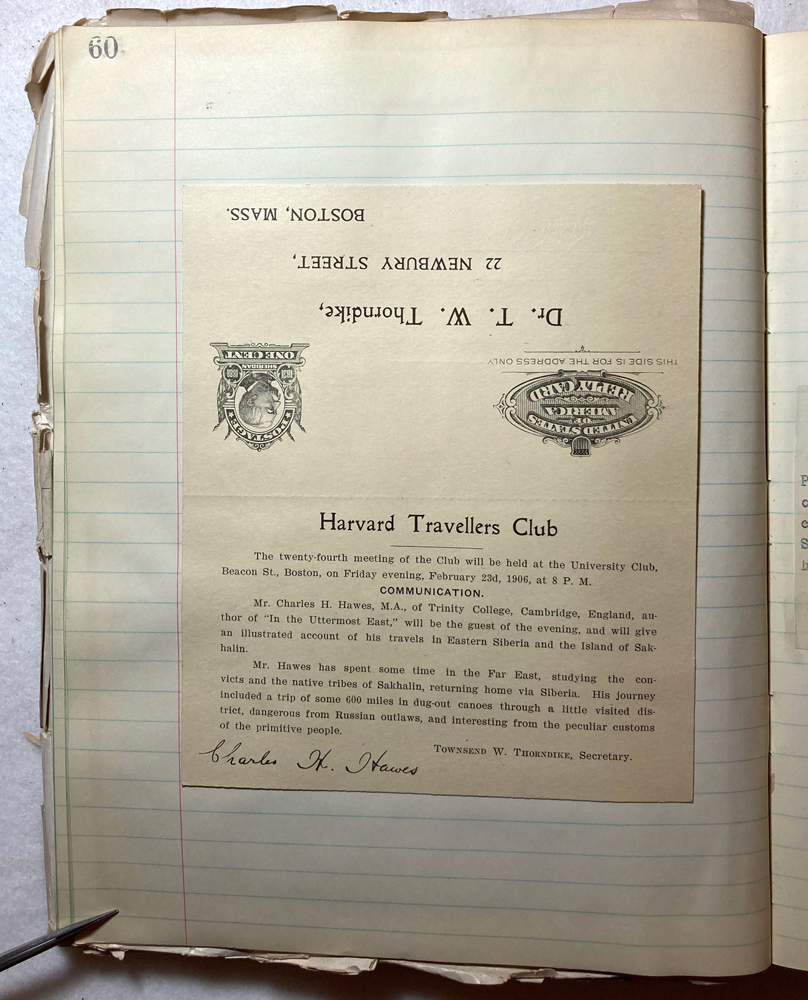 60
BOSTON, MASS.
22 NEWBURY STREET,
Dr. T. W. Thorndike,
THIS SIDE IS FOR THE ADDRESS ONLY
POSTAGE
SHERIDAN
ONE CENT
UNITED STATES
OF
AMERICA
REPLY CARD
Harvard Travellers Club
The twenty-fourth meeting of the Club will be held at the University Club,
Beacon St., Boston, on Friday evening, February 23d, 1906, at 8 P. M.
COMMUNICATION.
Mr. Charles H. Hawes, M.A., of Trinity College, Cambridge, England, au-
thor of "In the Uttermost East," will be the guest of the evening, and will give
an illustrated account of his travels in Eastern Siberia and the Island of Sak-
halin.
Mr. Hawes has spent some time in the Far East, studying the con-
victs and the native tribes of Sakhalin, returning home via Siberia. His journey
included a trip of some 600 miles in dug-out canoes through a little visited dis-
trict, dangerous from Russian outlaws, and interesting from the peculiar customs
of the primitive people.
TOWNSEND W. THORNDIKE, Secretary.
Charles H. Hawes